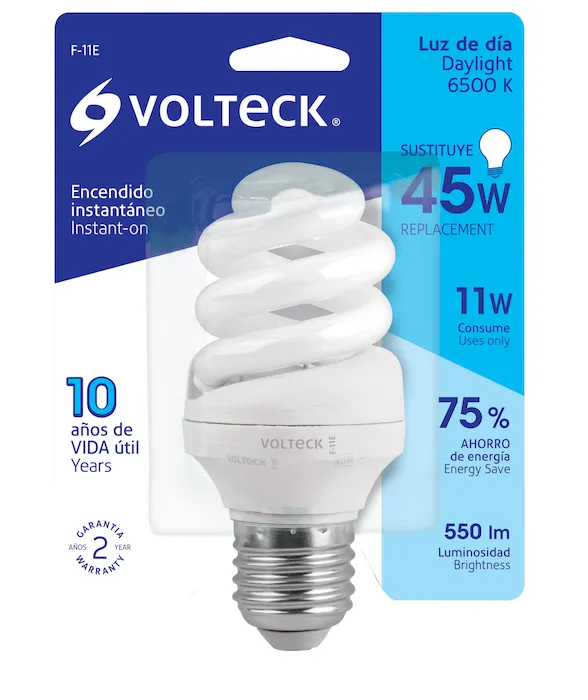 F-11E
VOLTECK®
Encendido
instantáneo
Instant-on
Luz de día
Daylight
6500 K
SUSTITUYE
45W
REPLACEMENT
11W
Consume
Uses only
10
años de
VIDA útil
Years
75 %
AHORRO
de energía
Energy Save
550 lm
Luminosidad
Brightness
GARANTIA
AÑOS 2 YEAR
WARRANTY
VOLTECK
F-11E
VOLTECK